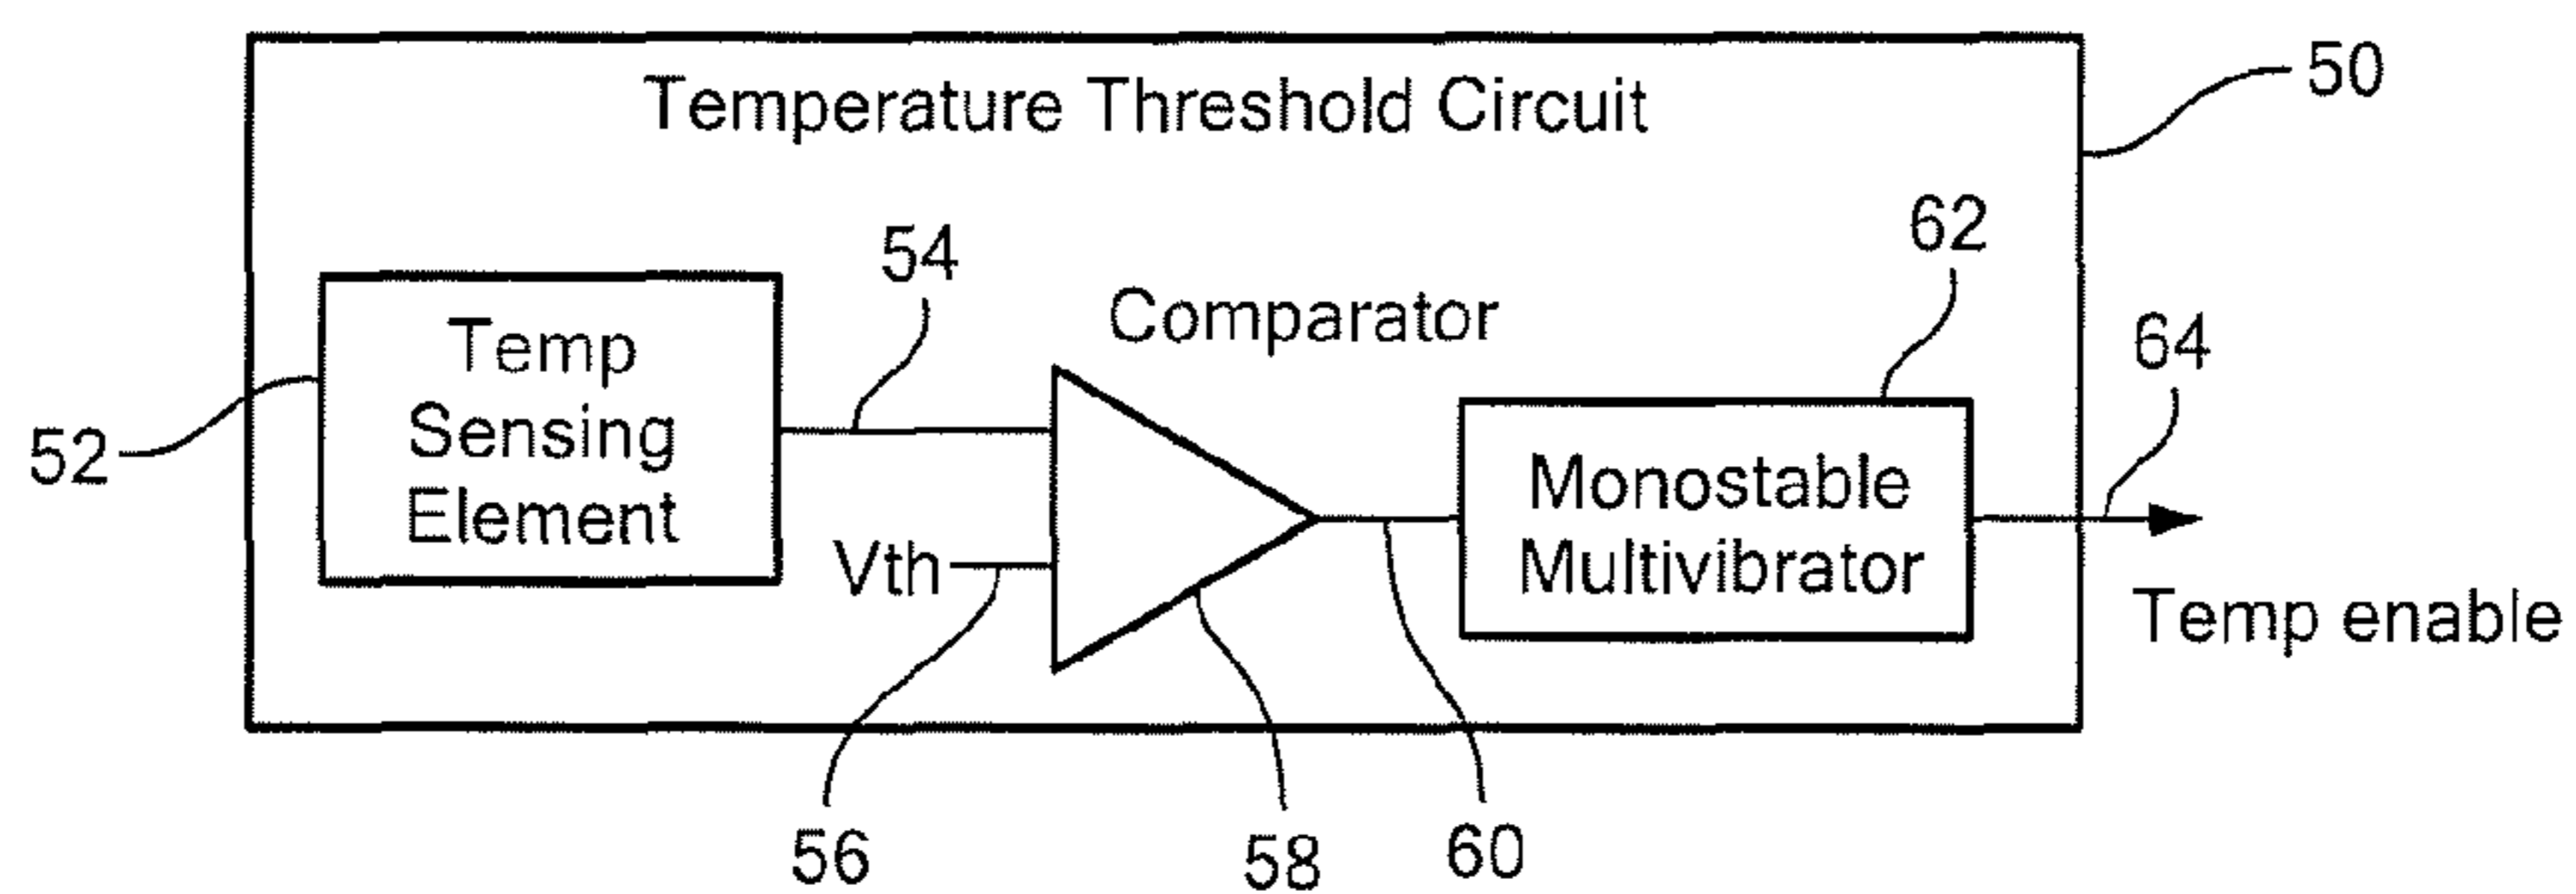 Temperature Threshold Circuit
50
62
54
64
Comparator
Temp
Sensing
Element
52
Vth
Monostable
Multivibrator
Temp enable
56
58
60